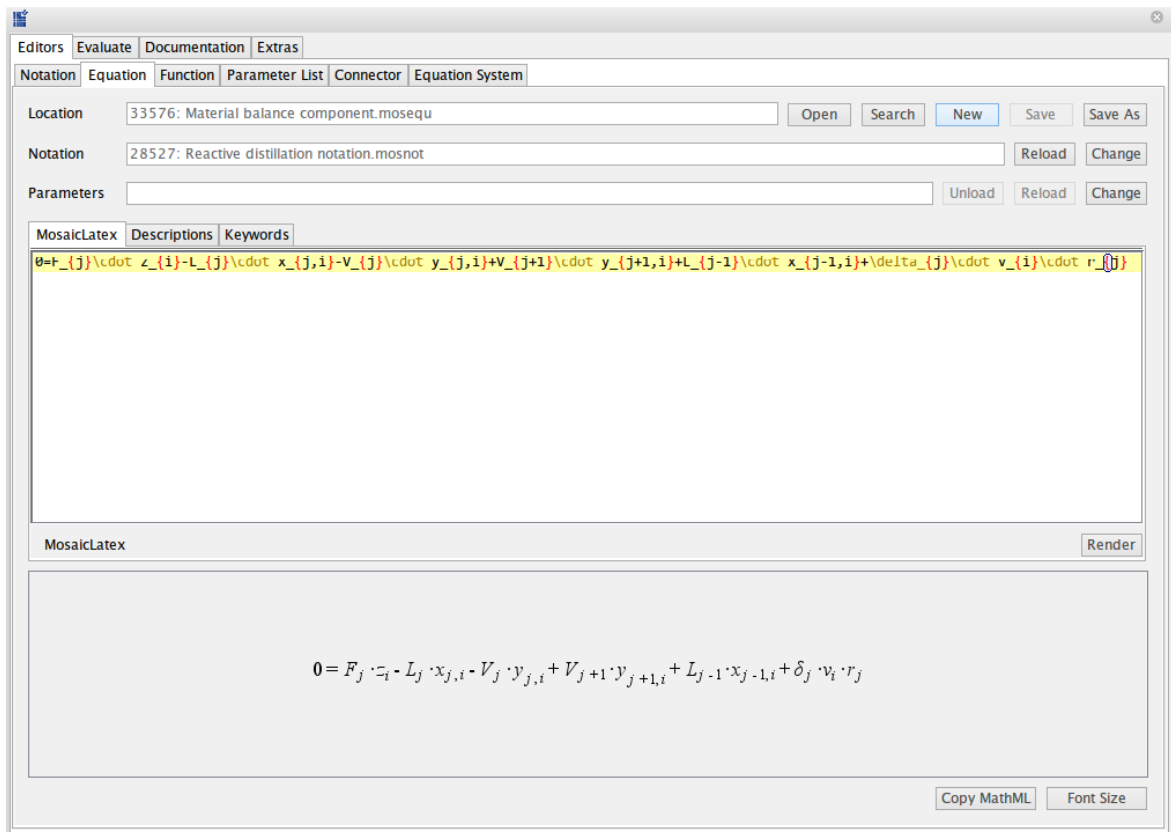 Editors Evaluate Documentation Extras
Notation Equation Function Parameter List Connector Equation System
Location 33576: Material balance component.mosequ Open Search New Save Save As
Notation 28527: Reactive distillation notation.mosnot Reload Change
Parameters Unload Reload Change
MosaicLatex Descriptions Keywords
0=F_{j}\cdot z_{i}-L_{j}\cdot x_{j,i}-V_{j}\cdot y_{j,i}+V_{j+1}\cdot y_{j+1,i}+L_{j-1}\cdot x_{j-1,i}+\delta_{j}\cdot v_{i}\cdot r_{j}
MosaicLatex Render
0 = F_j · z_i - L_j · x_{j,i} - V_j · y_{j,i} + V_{j+1} · y_{j+1,i} + L_{j-1} · x_{j-1,i} + δ_j · v_i · r_j
Copy MathML Font Size